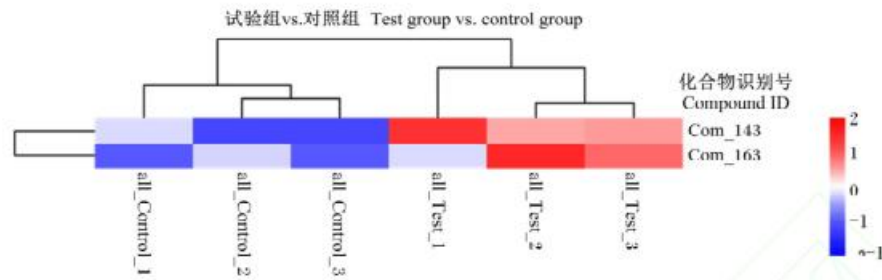 试验组vs.对照组 Test group vs. control group
化合物识别号
Compound ID
Com_143
Com_163
2
1
0
−1
all_Control_1
all_Control_2
all_Control_3
all_Test_1
all_Test_2
all_Test_3